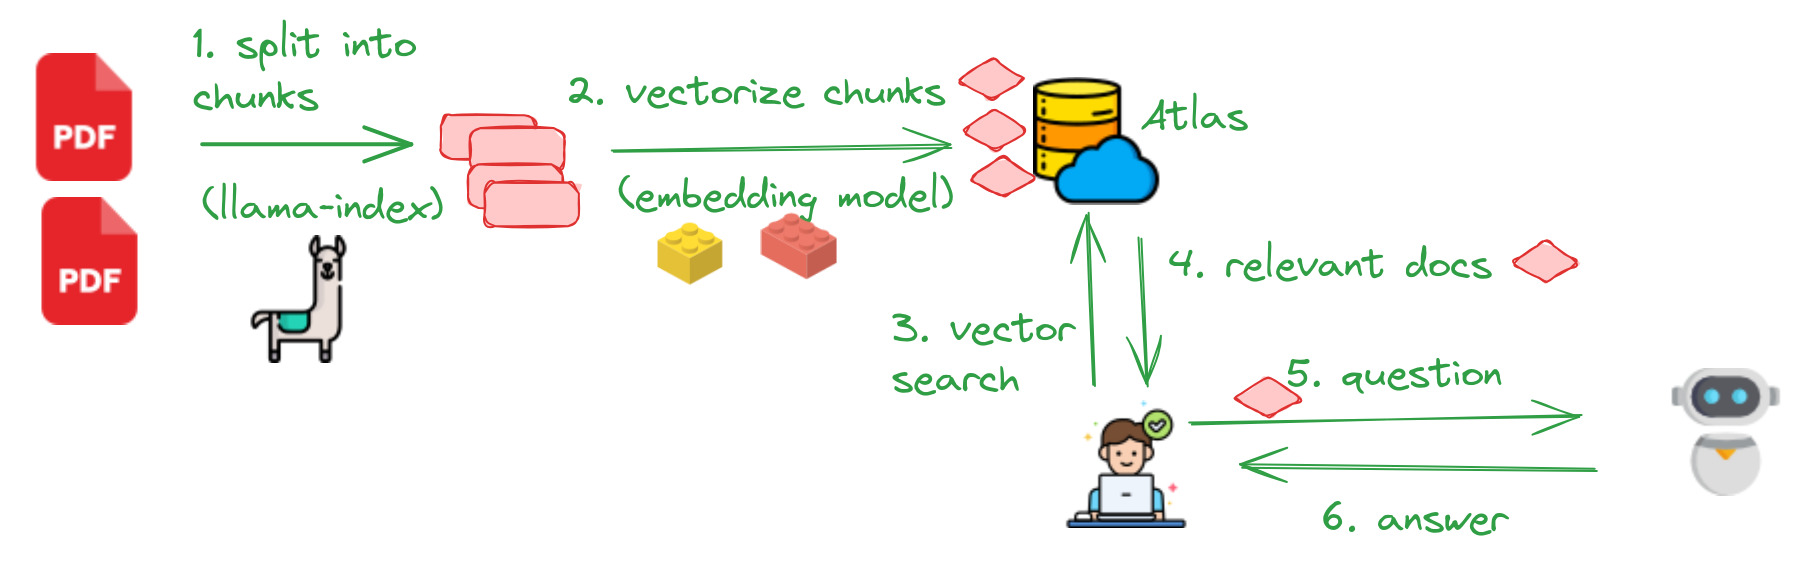 PDF
PDF
1. split into
chunks
(llama-index)
2. vectorize chunks
(embedding model)
Atlas
3. vector
search
4. relevant docs
5. question
6. answer